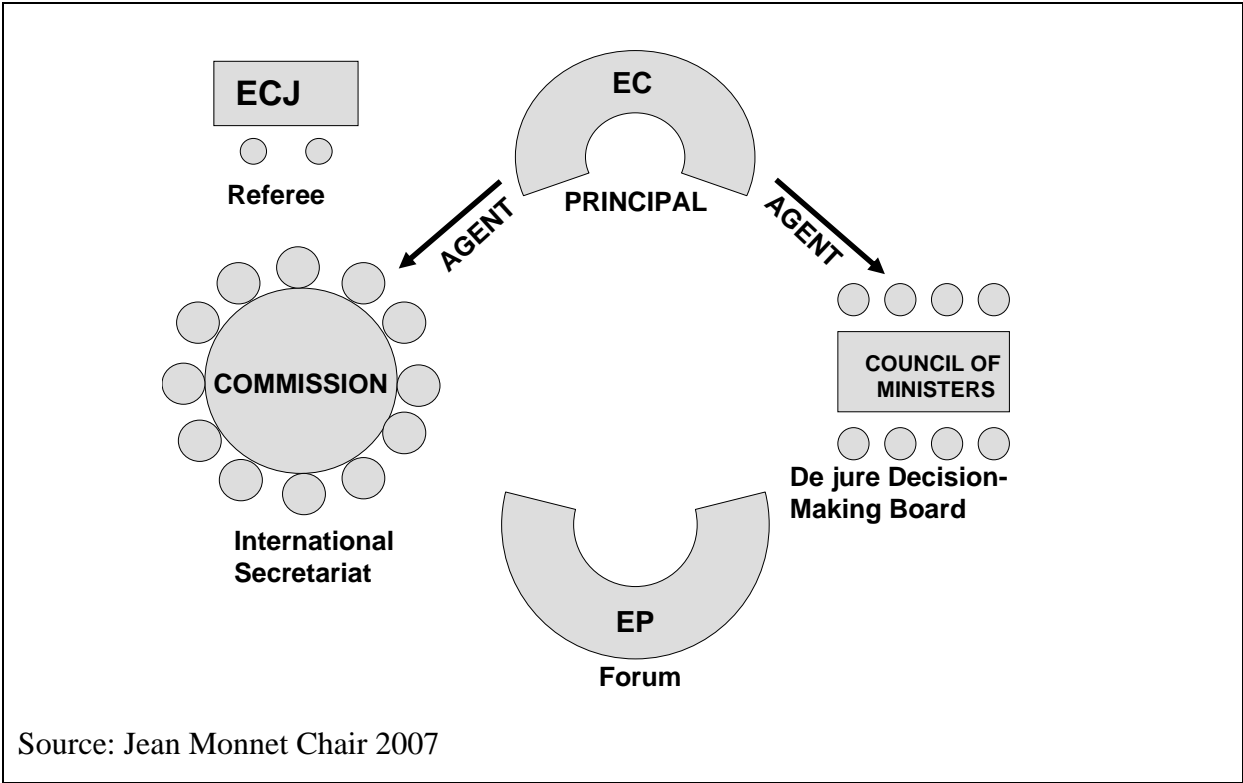 ECJ
Referee
EC
PRINCIPAL
AGENT
AGENT
COMMISSION
International
Secretariat
COUNCIL OF
MINISTERS
De jure Decision-
Making Board
EP
Forum
Source: Jean Monnet Chair 2007